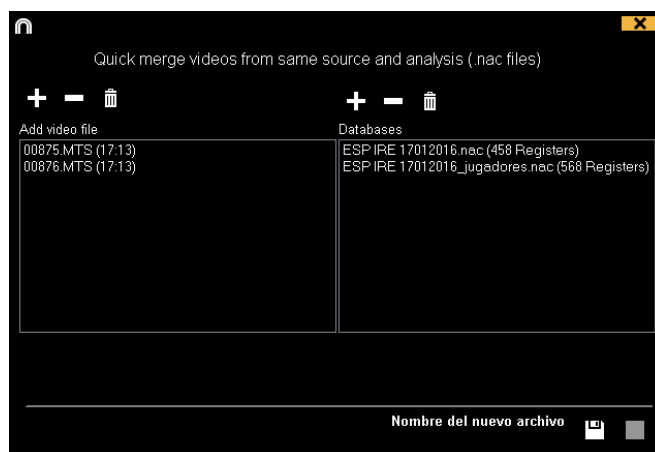 Quick merge videos from same source and analysis (.nac files)
Add video file
00875.MTS (17:13)
00876.MTS (17:13)
Databases
ESP IRE 17012016.nac (458 Registers)
ESP IRE 17012016_jugadores.nac (568 Registers)
Nombre del nuevo archivo